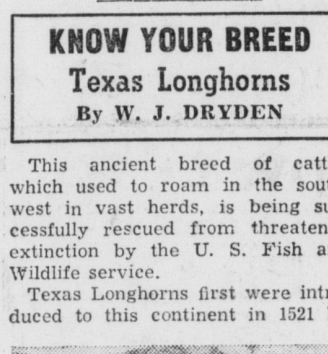 KNOW YOUR BREED
Texas Longhorns
By W. J. DRYDEN
This ancient breed of catt
which used to roam in the sout
west in vast herds, is being su
cessfully rescued from threaten
extinction by the U. S. Fish a
Wildlife service.
Texas Longhorns first were intr
duced to this continent in 1521